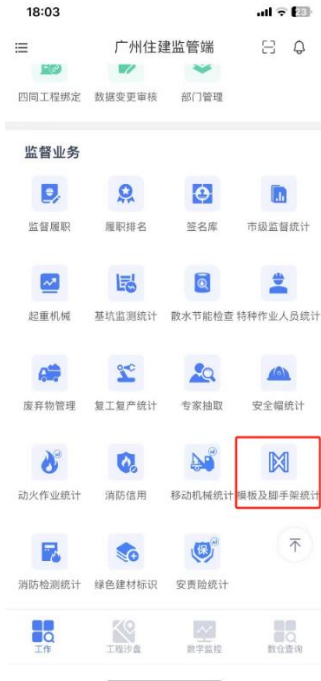 18:03
23
广州住建监管端
四同工程绑定 数据变更审核 部门管理
监督业务
监督履职 履职排名 签名库 市级监督统计
起重机械 基坑监测统计 散水节能检查 特种作业人员统计
废弃物管理 复工复产统计 专家抽取 安全帽统计
动火作业统计 消防信用 移动机械统计 模板及脚手架统计
保
消防检测统计 绿色建材标识 安责险统计
工作 工程沙盘 数字监控 数仓查询